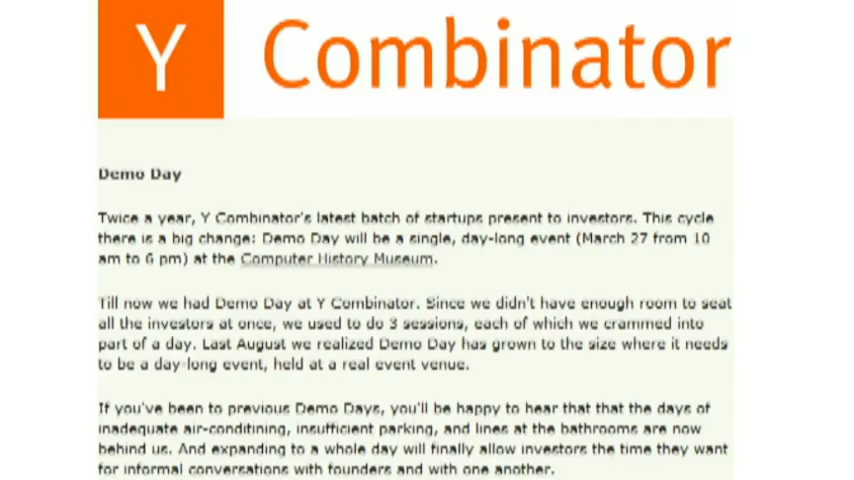 Y Combinator
Demo Day
Twice a year, Y Combinator's latest batch of startups present to investors. This cycle
there is a big change: Demo Day will be a single, day-long event (March 27 from 10
am to 6 pm) at the Computer History Museum.
Till now we had Demo Day at Y Combinator. Since we didn't have enough room to seat
all the investors at once, we used to do 3 sessions, each of which we crammed into
part of a day. Last August we realized Demo Day has grown to the size where it needs
to be a day-long event, held at a real event venue.
If you've been to previous Demo Days, you'll be happy to hear that that the days of
inadequate air-conditining, insufficient parking, and lines at the bathrooms are now
behind us. And expanding to a whole day will finally allow investors the time they want
for informal conversations with founders and with one another.